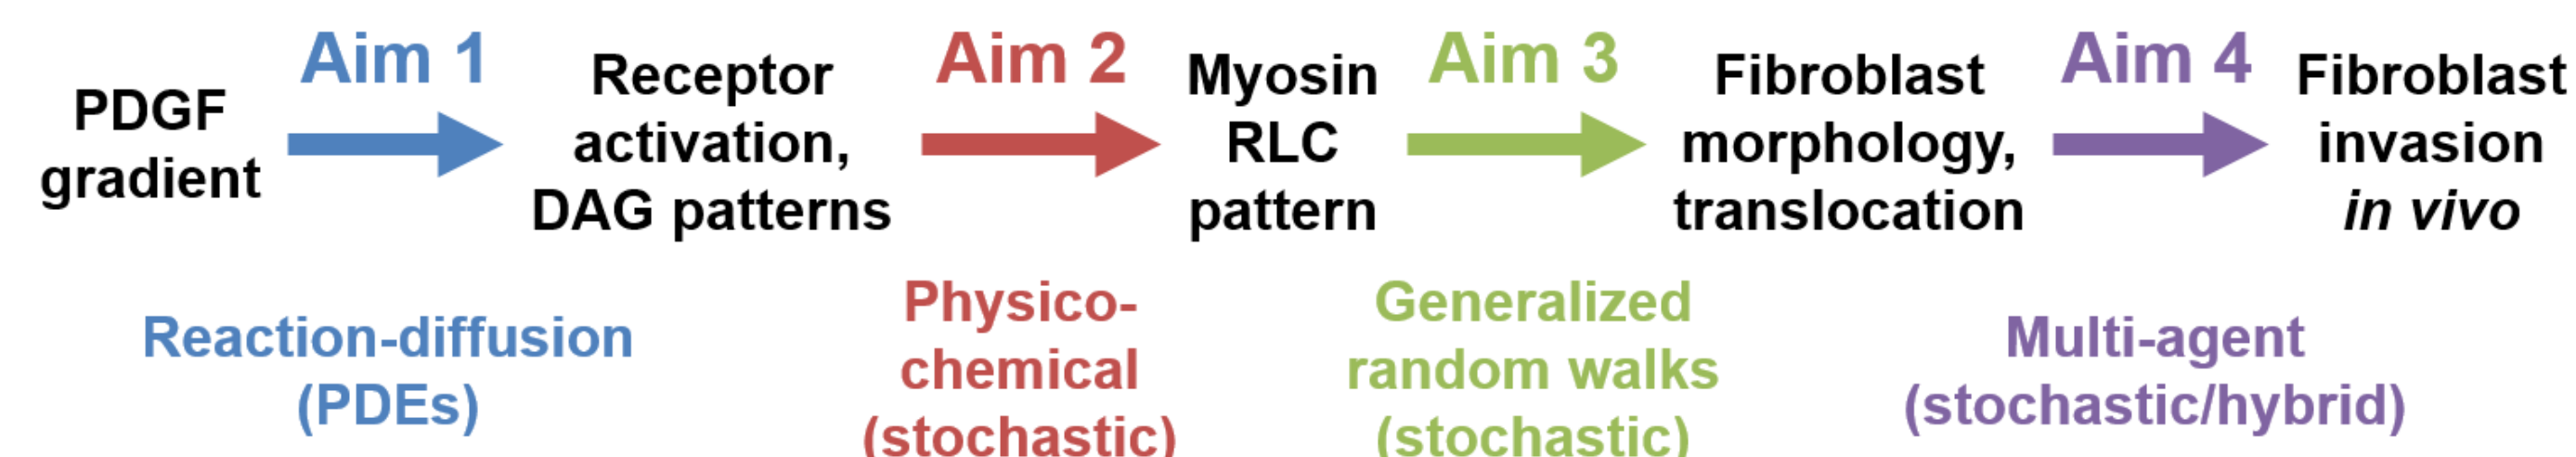 PDGF
gradient
Aim 1
Receptor
activation,
DAG patterns
Aim 2
Myosin
RLC
pattern
Aim 3
Fibroblast
morphology,
translocation
Aim 4
Fibroblast
invasion
in vivo
Reaction-diffusion
(PDEs)
Physico-
chemical
(stochastic)
Generalized
random walks
(stochastic)
Multi-agent
(stochastic/hybrid)